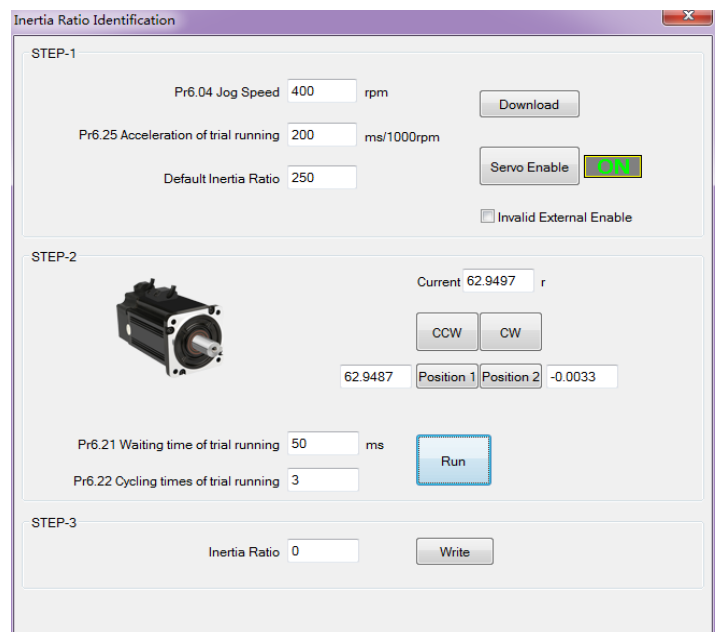 Inertia Ratio Identification
STEP-1
Pr6.04 Jog Speed 400 rpm
Download
Pr6.25 Acceleration of trial running 200 ms/1000rpm
Servo Enable ON
Default Inertia Ratio 250
Invalid External Enable
STEP-2
Current 62.9497 r
CCW CW
62.9487 Position 1 Position 2 -0.0033
Pr6.21 Waiting time of trial running 50 ms
Run
Pr6.22 Cycling times of trial running 3
STEP-3
Inertia Ratio 0 Write